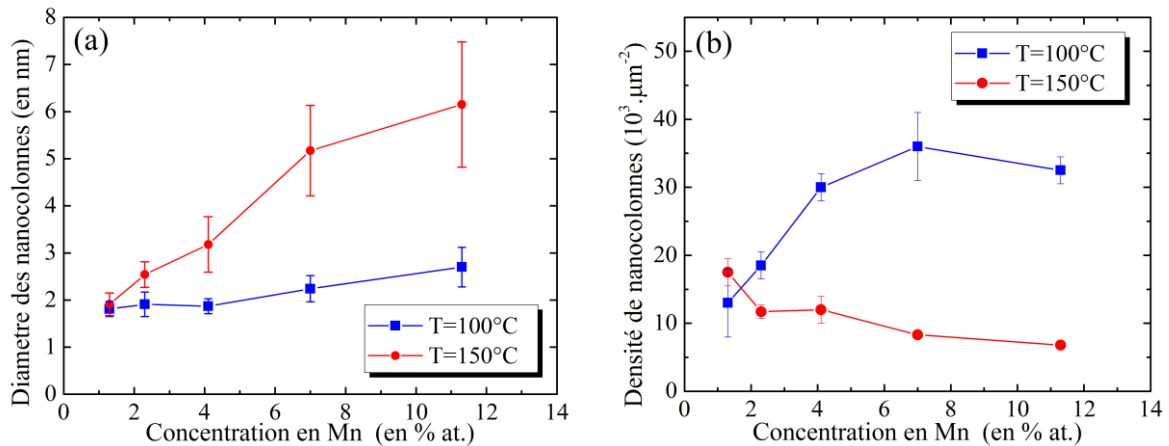 (a)
Diametre des nanocolonnes (en nm)
8
7
6
5
4
3
2
1
0
T=100°C
T=150°C
0 2 4 6 8 10 12 14
Concentration en Mn (en % at.)
(b)
Densité de nanocolonnes (10³.µm⁻²)
50
40
30
20
10
0
T=100°C
T=150°C
0 2 4 6 8 10 12 14
Concentration en Mn (en % at.)